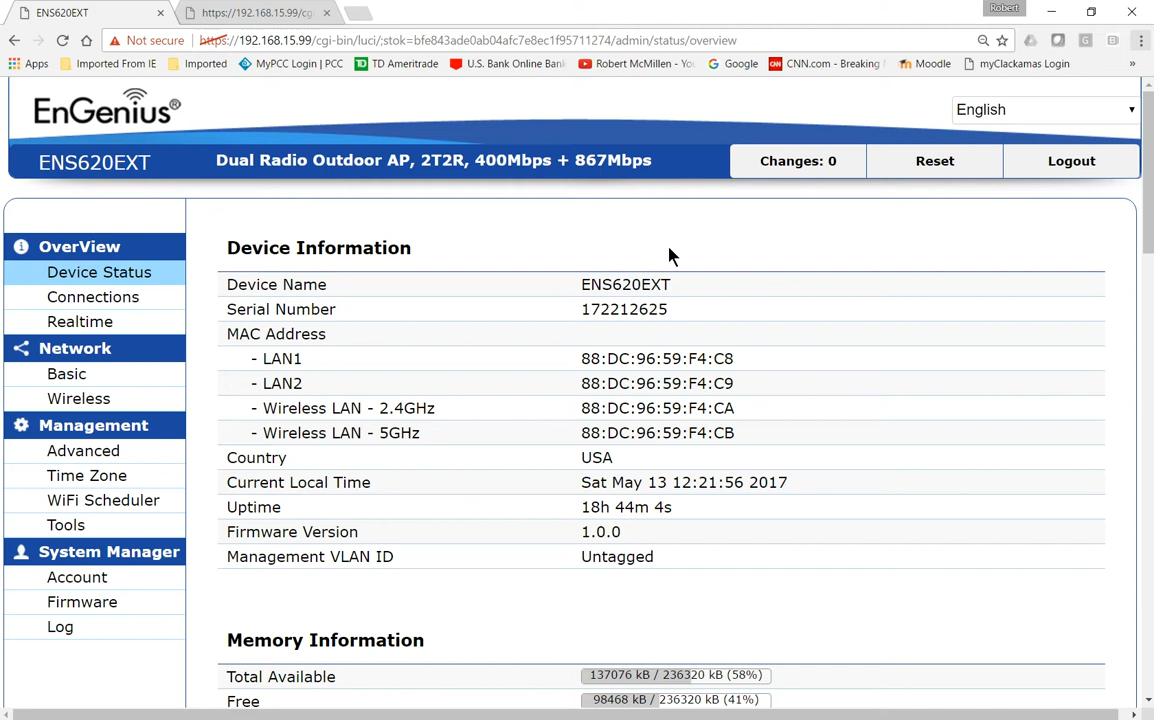 ENS620EXT
https://192.168.15.99/cgi
Robert
Not secure https://192.168.15.99/cgi-bin/luci/;stok=bfe843ade0ab04afc7e8ec1f95711274/admin/status/overview
Apps Imported From IE Imported MyPCC Login | PCC TD Ameritrade U.S. Bank Online Bank Robert McMillen - Yo Google CNN.com - Breaking Moodle myClackamas Login »
EnGenius®
English
ENS620EXT Dual Radio Outdoor AP, 2T2R, 400Mbps + 867Mbps Changes: 0 Reset Logout
OverView
Device Status
Connections
Realtime
Network
Basic
Wireless
Management
Advanced
Time Zone
WiFi Scheduler
Tools
System Manager
Account
Firmware
Log
Device Information
Device Name ENS620EXT
Serial Number 172212625
MAC Address
- LAN1 88:DC:96:59:F4:C8
- LAN2 88:DC:96:59:F4:C9
- Wireless LAN - 2.4GHz 88:DC:96:59:F4:CA
- Wireless LAN - 5GHz 88:DC:96:59:F4:CB
Country USA
Current Local Time Sat May 13 12:21:56 2017
Uptime 18h 44m 4s
Firmware Version 1.0.0
Management VLAN ID Untagged
Memory Information
Total Available 137076 kB / 236320 kB (58%)
Free 98468 kB / 236320 kB (41%)